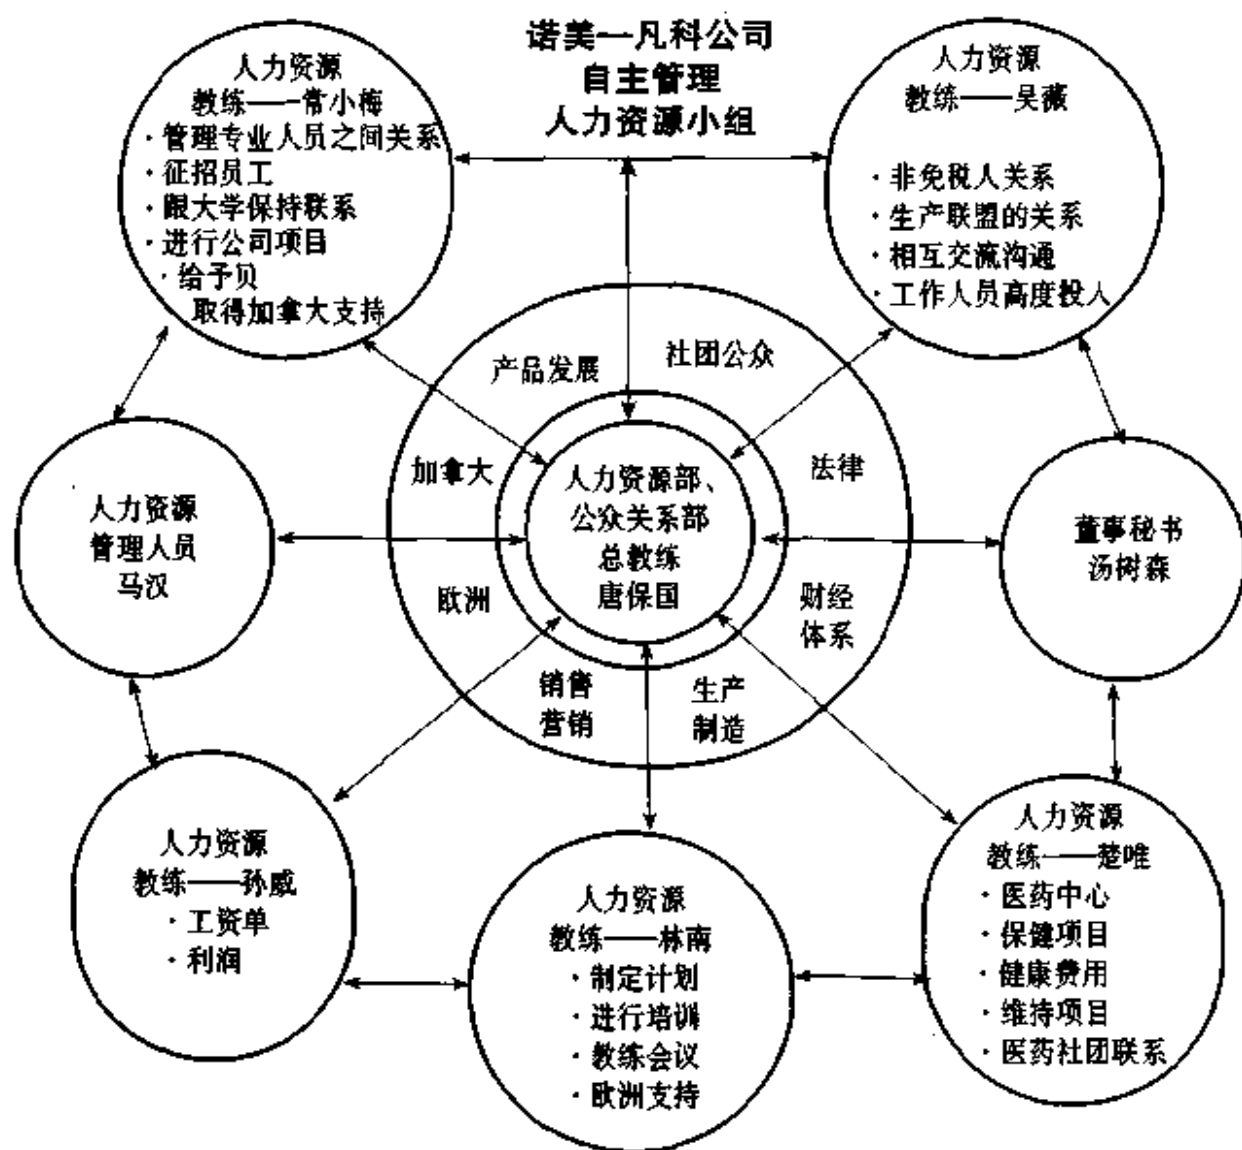 诺美—凡科公司
自主管理
人力资源小组
人力资源
教练——常小梅
·管理专业人员之间关系
·征招员工
·跟大学保持联系
·进行公司项目
·给予贝
取得加拿大支持
人力资源
教练——吴薇
·非免税人关系
·生产联盟的关系
·相互交流沟通
·工作人员高度投人
产品发展
社团公众
加拿大
法律
欧洲
财经
体系
销售
营销
生产
制造
人力资源部、
公众关系部
总教练
唐保国
人力资源
管理人员
马汉
董事秘书
汤树森
人力资源
教练——孙威
·工资单
·利润
人力资源
教练——林南
·制定计划
·进行培训
·教练会议
·欧洲支持
人力资源
教练——楚唯
·医药中心
·保健项目
·健康费用
·维持项目
·医药社团联系